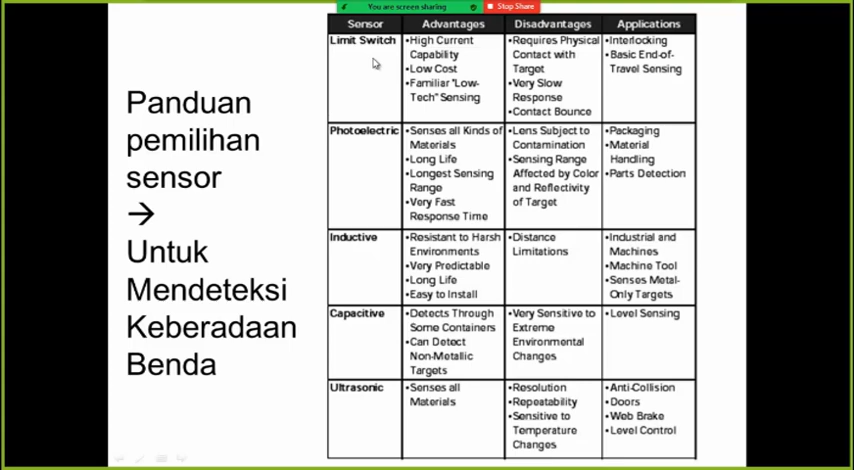 You are screen sharing
Stop Share
Panduan
pemilihan
sensor
→
Untuk
Mendeteksi
Keberadaan
Benda
Sensor
Advantages
Disadvantages
Applications
Limit Switch
•High Current
Capability
•Low Cost
•Familiar "Low-
Tech" Sensing
•Requires Physical
Contact with
Target
•Very Slow
Response
•Contact Bounce
•Interlocking
•Basic End-of-
Travel Sensing
Photoelectric
•Senses all Kinds of
Materials
•Long Life
•Longest Sensing
Range
•Very Fast
Response Time
•Lens Subject to
Contamination
•Sensing Range
Affected by Color
and Reflectivity
of Target
•Packaging
•Material
Handling
•Parts Detection
Inductive
•Resistant to Harsh
Environments
•Very Predictable
•Long Life
•Easy to Install
•Distance
Limitations
•Industrial and
Machines
•Machine Tool
•Senses Metal-
Only Targets
Capacitive
•Detects Through
Some Containers
•Can Detect
Non-Metallic
Targets
•Very Sensitive to
Extreme
Environmental
Changes
•Level Sensing
Ultrasonic
•Senses all
Materials
•Resolution
•Repeatability
•Sensitive to
Temperature
Changes
•Anti-Collision
•Doors
•Web Brake
•Level Control